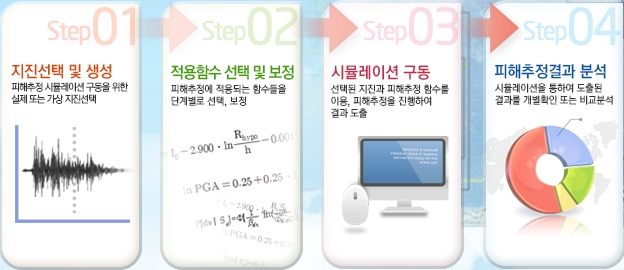 Step01
지진선택 및 생성
피해추정 시뮬레이션 구동을 위한
실제 또는 가상 지진선택
Step02
적용함수 선택 및 보정
피해추정에 적용되는 함수들을
단계별로 선택, 보정
I₀ - 2.900 · ln R_hypo / h - 0.00
ln PGA = 0.25 + 0.25 ·
= PGA = 0.25 + 0.2
Step03
시뮬레이션 구동
선택된 지진과 피해추정 함수를
이용, 피해추정을 진행하여
결과 도출
Step04
피해추정결과 분석
시뮬레이션을 통하여 도출된
결과를 개별확인 또는 비교분석